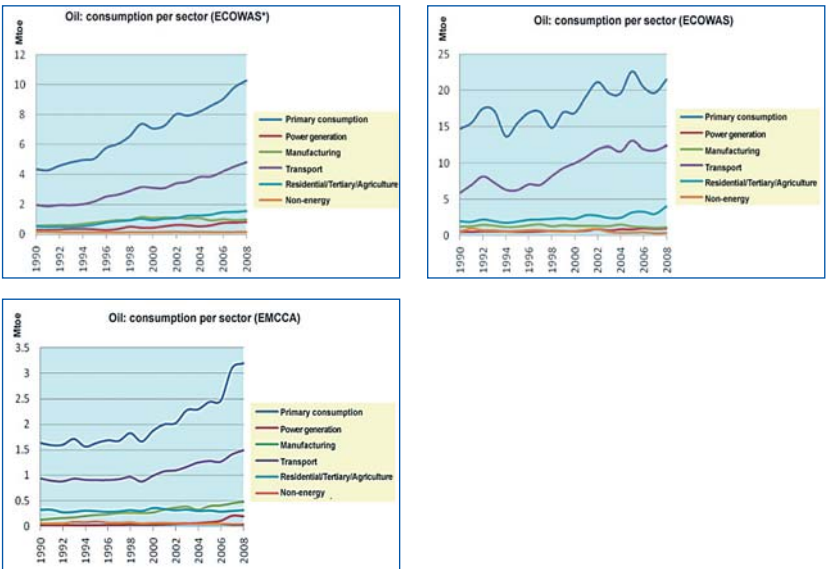 Oil: consumption per sector (ECOWAS*)
Mtoe
12
10
8
6
4
2
0
1990 1992 1994 1996 1998 2000 2002 2004 2006 2008
Primary consumption
Power generation
Manufacturing
Transport
Residential/Tertiary/Agriculture
Non-energy
Oil: consumption per sector (ECOWAS)
Mtoe
25
20
15
10
5
0
1990 1992 1994 1996 1998 2000 2002 2004 2006 2008
Primary consumption
Power generation
Manufacturing
Transport
Residential/Tertiary/Agriculture
Non-energy
Oil: consumption per sector (EMCCA)
Mtoe
3.5
3
2.5
2
1.5
1
0.5
0
1990 1992 1994 1996 1998 2000 2002 2004 2006 2008
Primary consumption
Power generation
Manufacturing
Transport
Residential/Tertiary/Agriculture
Non-energy